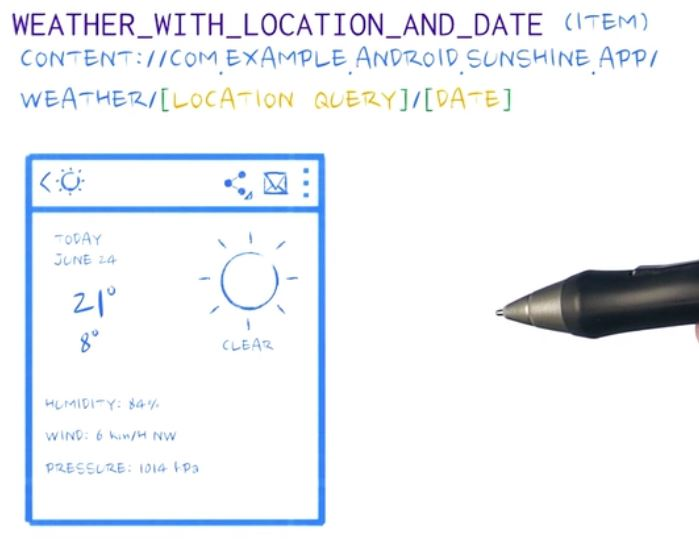 WEATHER_WITH_LOCATION_AND_DATE (ITEM)
CONTENT://COM.EXAMPLE.ANDROID.SUNSHINE.APP/
WEATHER/[LOCATION QUERY]/[DATE]
TODAY
JUNE 24
21°
8°
CLEAR
HUMIDITY: 84%
WIND: 6 km/H NW
PRESSURE: 1014 hPa